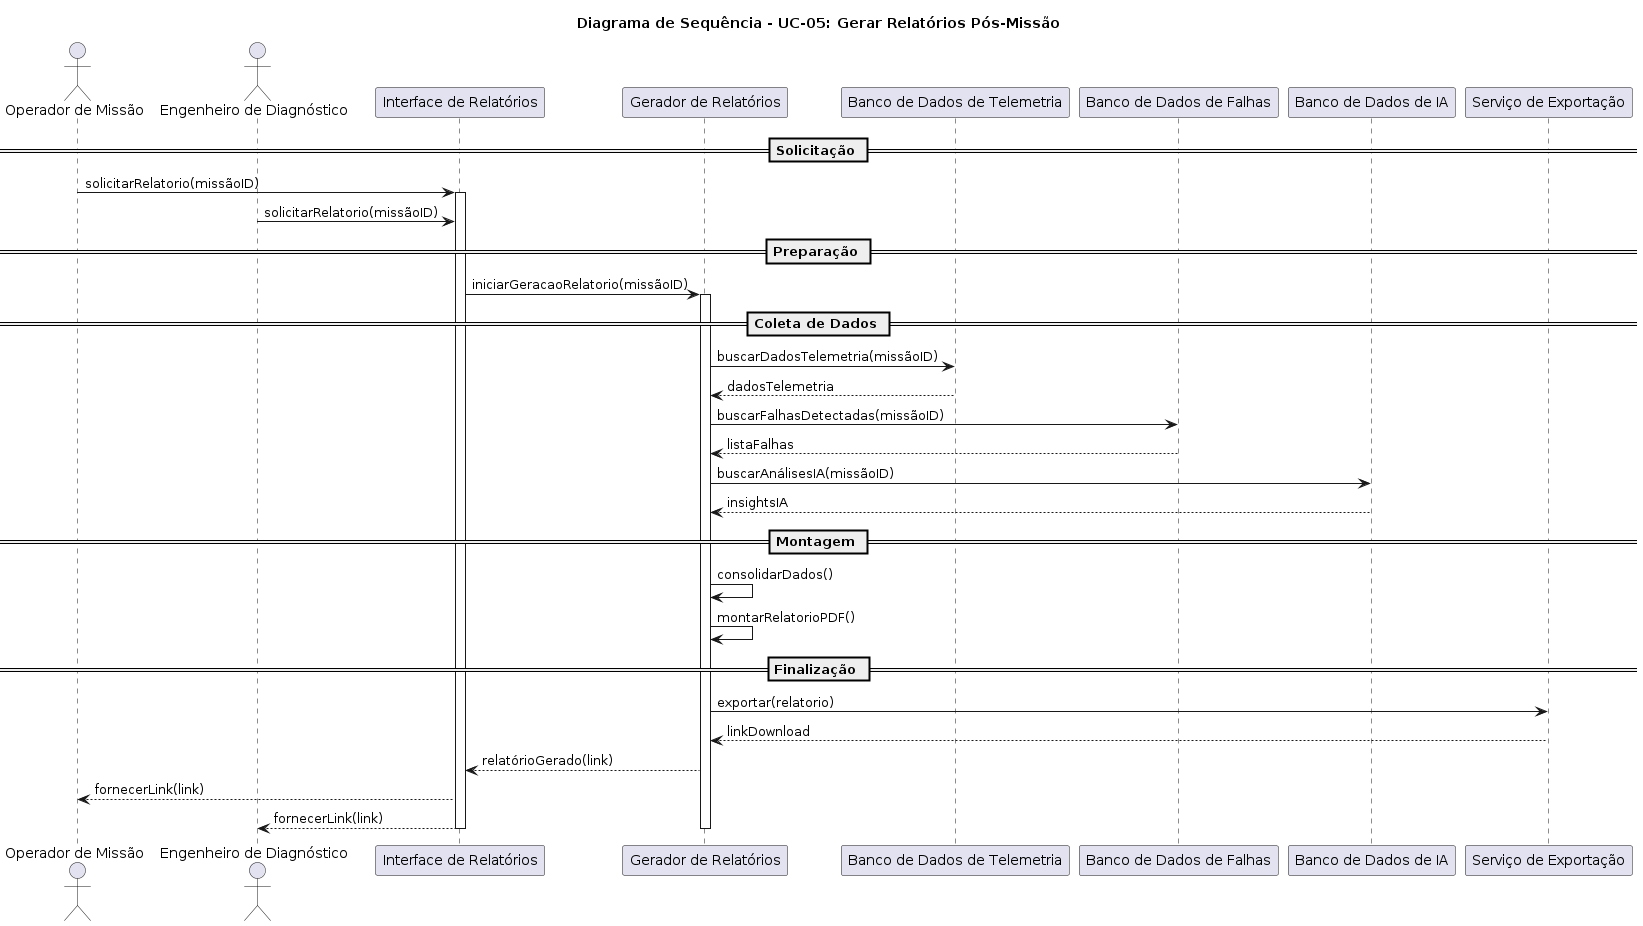 Diagrama de Sequência - UC-05: Gerar Relatórios Pós-Missão
Operador de Missão
Engenheiro de Diagnóstico
Interface de Relatórios
Gerador de Relatórios
Banco de Dados de Telemetria
Banco de Dados de Falhas
Banco de Dados de IA
Serviço de Exportação
Solicitação
solicitarRelatorio(missãoID)
solicitarRelatorio(missãoID)
Preparação
iniciarGeracaoRelatorio(missãoID)
Coleta de Dados
buscarDadosTelemetria(missãoID)
dadosTelemetria
buscarFalhasDetectadas(missãoID)
listaFalhas
buscarAnálisesIA(missãoID)
insightsIA
Montagem
consolidarDados()
montarRelatorioPDF()
Finalização
exportar(relatorio)
linkDownload
relatórioGerado(link)
fornecerLink(link)
fornecerLink(link)
Operador de Missão
Engenheiro de Diagnóstico
Interface de Relatórios
Gerador de Relatórios
Banco de Dados de Telemetria
Banco de Dados de Falhas
Banco de Dados de IA
Serviço de Exportação